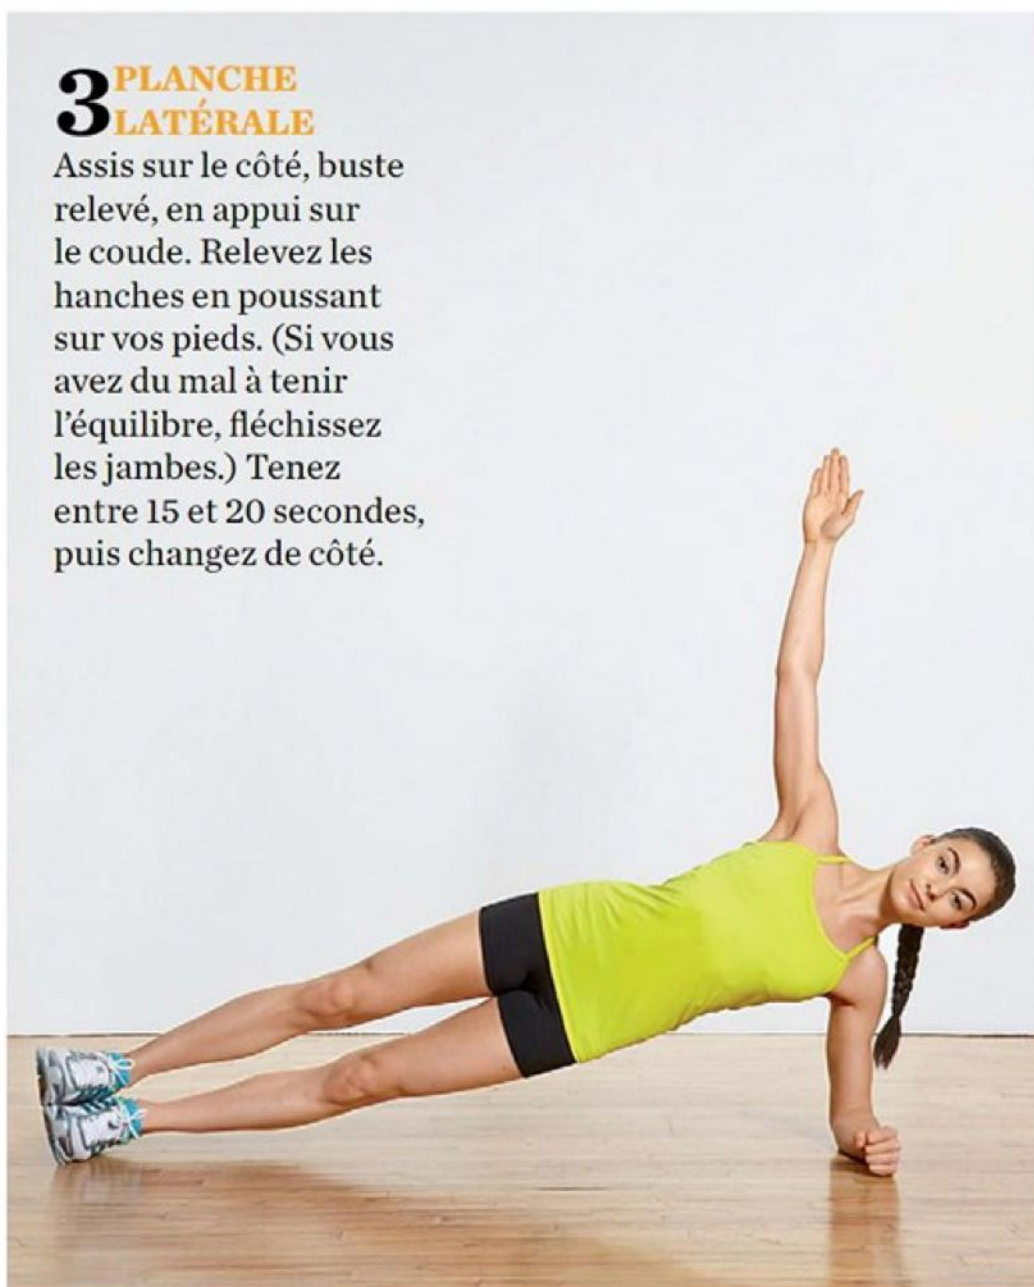 3 PLANCHE
LATÉRALE
Assis sur le côté, buste
relevé, en appui sur
le coude. Relevez les
hanches en poussant
sur vos pieds. (Si vous
avez du mal à tenir
l’équilibre, fléchissez
les jambes.) Tenez
entre 15 et 20 secondes,
puis changez de côté.